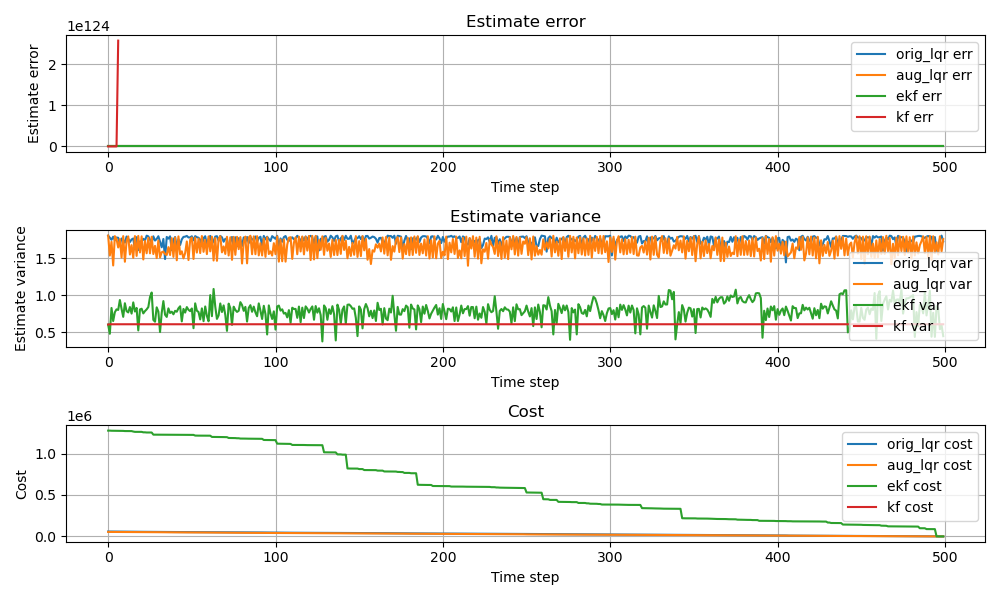 Estimate error
1e124
Estimate error
2
1
0
orig_lqr err
aug_lqr err
ekf err
kf err
0 100 200 300 400 500
Time step
Estimate variance
Estimate variance
1.5
1.0
0.5
orig_lqr var
aug_lqr var
ekf var
kf var
0 100 200 300 400 500
Time step
Cost
1e6
Cost
1.0
0.5
0.0
orig_lqr cost
aug_lqr cost
ekf cost
kf cost
0 100 200 300 400 500
Time step